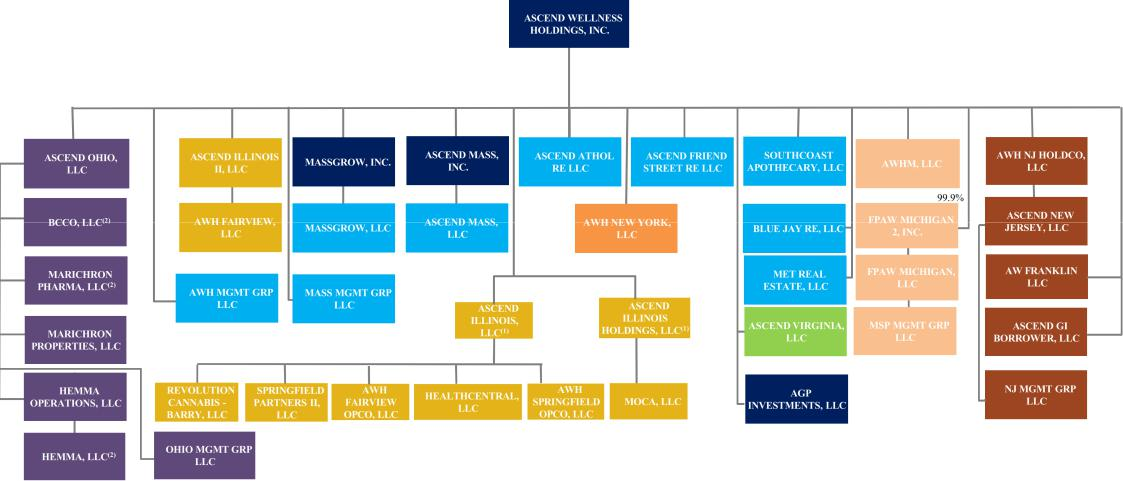 ASCEND WELLNESS
HOLDINGS, INC.
ASCEND OHIO,
LLC
ASCEND ILLINOIS
II, LLC
MASSGROW, INC.
ASCEND MASS,
INC.
ASCEND ATHOL
RE LLC
ASCEND FRIEND
STREET RE LLC
SOUTHCOAST
APOTHECARY, LLC
AWHM, LLC
AWH NJ HOLDCO,
LLC
99.9%
BCCO, LLC(2)
AWH FAIRVIEW,
LLC
MASSGROW, LLC
ASCEND MASS,
LLC
AWH NEW YORK,
LLC
BLUE JAY RE, LLC
FPAW MICHIGAN
2, INC.
ASCEND NEW
JERSEY, LLC
MARICHRON
PHARMA, LLC(2)
AWH MGMT GRP
LLC
MASS MGMT GRP
LLC
MET REAL
ESTATE, LLC
FPAW MICHIGAN,
LLC
AW FRANKLIN
LLC
MARICHRON
PROPERTIES, LLC
ASCEND
ILLINOIS,
LLC(1)
ASCEND
ILLINOIS
HOLDINGS, LLC(1)
ASCEND VIRGINIA,
LLC
MSP MGMT GRP
LLC
ASCEND GI
BORROWER, LLC
HEMMA
OPERATIONS, LLC
REVOLUTION
CANNABIS -
BARRY, LLC
SPRINGFIELD
PARTNERS II,
LLC
AWH
FAIRVIEW
OPCO, LLC
HEALTHCENTRAL,
LLC
AWH
SPRINGFIELD
OPCO, LLC
MOCA, LLC
AGP
INVESTMENTS, LLC
NJ MGMT GRP
LLC
HEMMA, LLC(2)
OHIO MGMT GRP
LLC